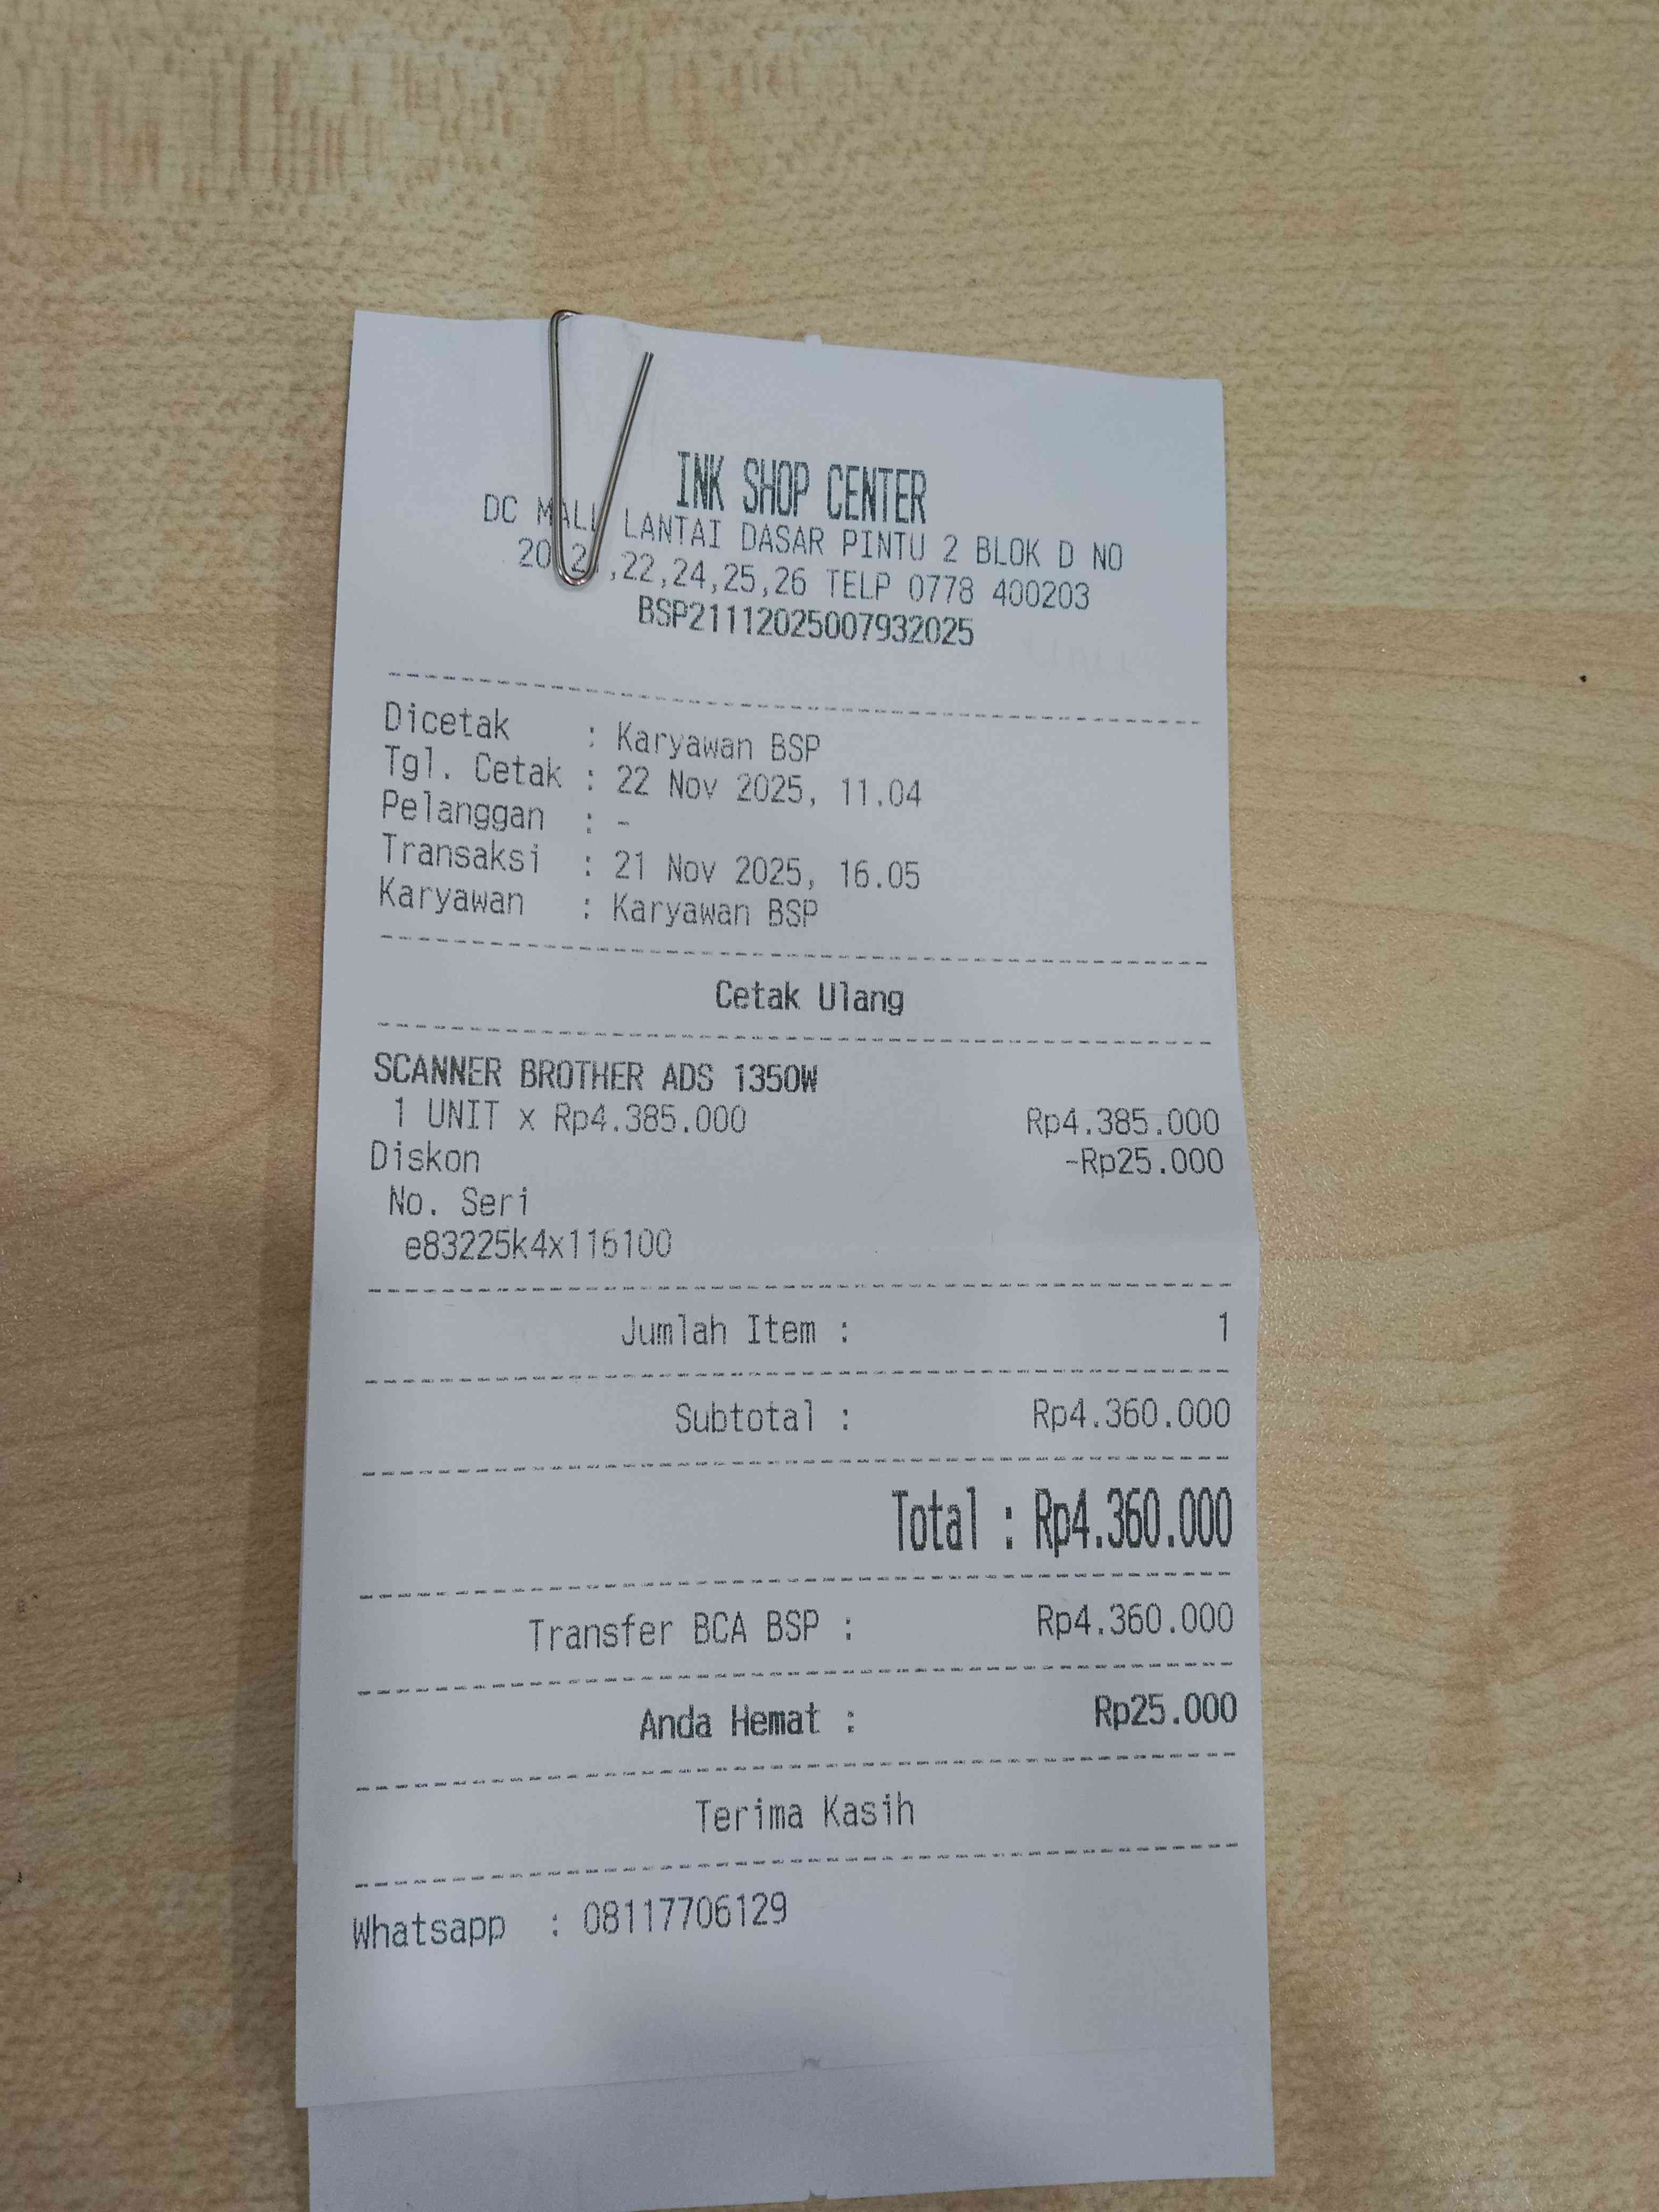 INK SHOP CENTER
DC MALL LANTAI DASAR PINTU 2 BLOK D NO
,22,24,25,26 TELP 0778 400203
BSP21112025007932025
Dicetak : Karyawan BSP
Tgl. Cetak : 22 Nov 2025, 11.04
Pelanggan : -
Transaksi : 21 Nov 2025, 16.05
Karyawan : Karyawan BSP
Cetak Ulang
SCANNER BROTHER ADS 1350W
1 UNIT x Rp4.385.000 Rp4.385.000
Diskon -Rp25.000
No. Seri
e83225k4x116100
Jumlah Item : 1
Subtotal : Rp4.360.000
Total : Rp4.360.000
Transfer BCA BSP : Rp4.360.000
Anda Hemat : Rp25.000
Terima Kasih
Whatsapp : 08117706129